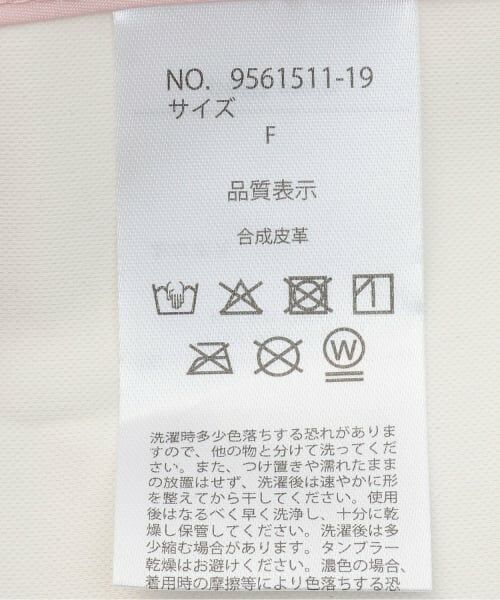 NO. 9561511-19
サイズ
F
品質表示
合成皮革
W
洗濯時多少色落ちする恐れがありま
すので、他の物と分けて洗ってくだ
さい。また、つけ置きや濡れたまま
の放置はせず、洗濯後は速やかに形
を整えてから干してください。使用
後はなるべく早く洗浄し、十分に乾
燥し保管してください。洗濯後は多
少縮む場合があります。タンブラー
乾燥はお避けください。濃色の場合、
着用時の摩擦等により色落ちする恐